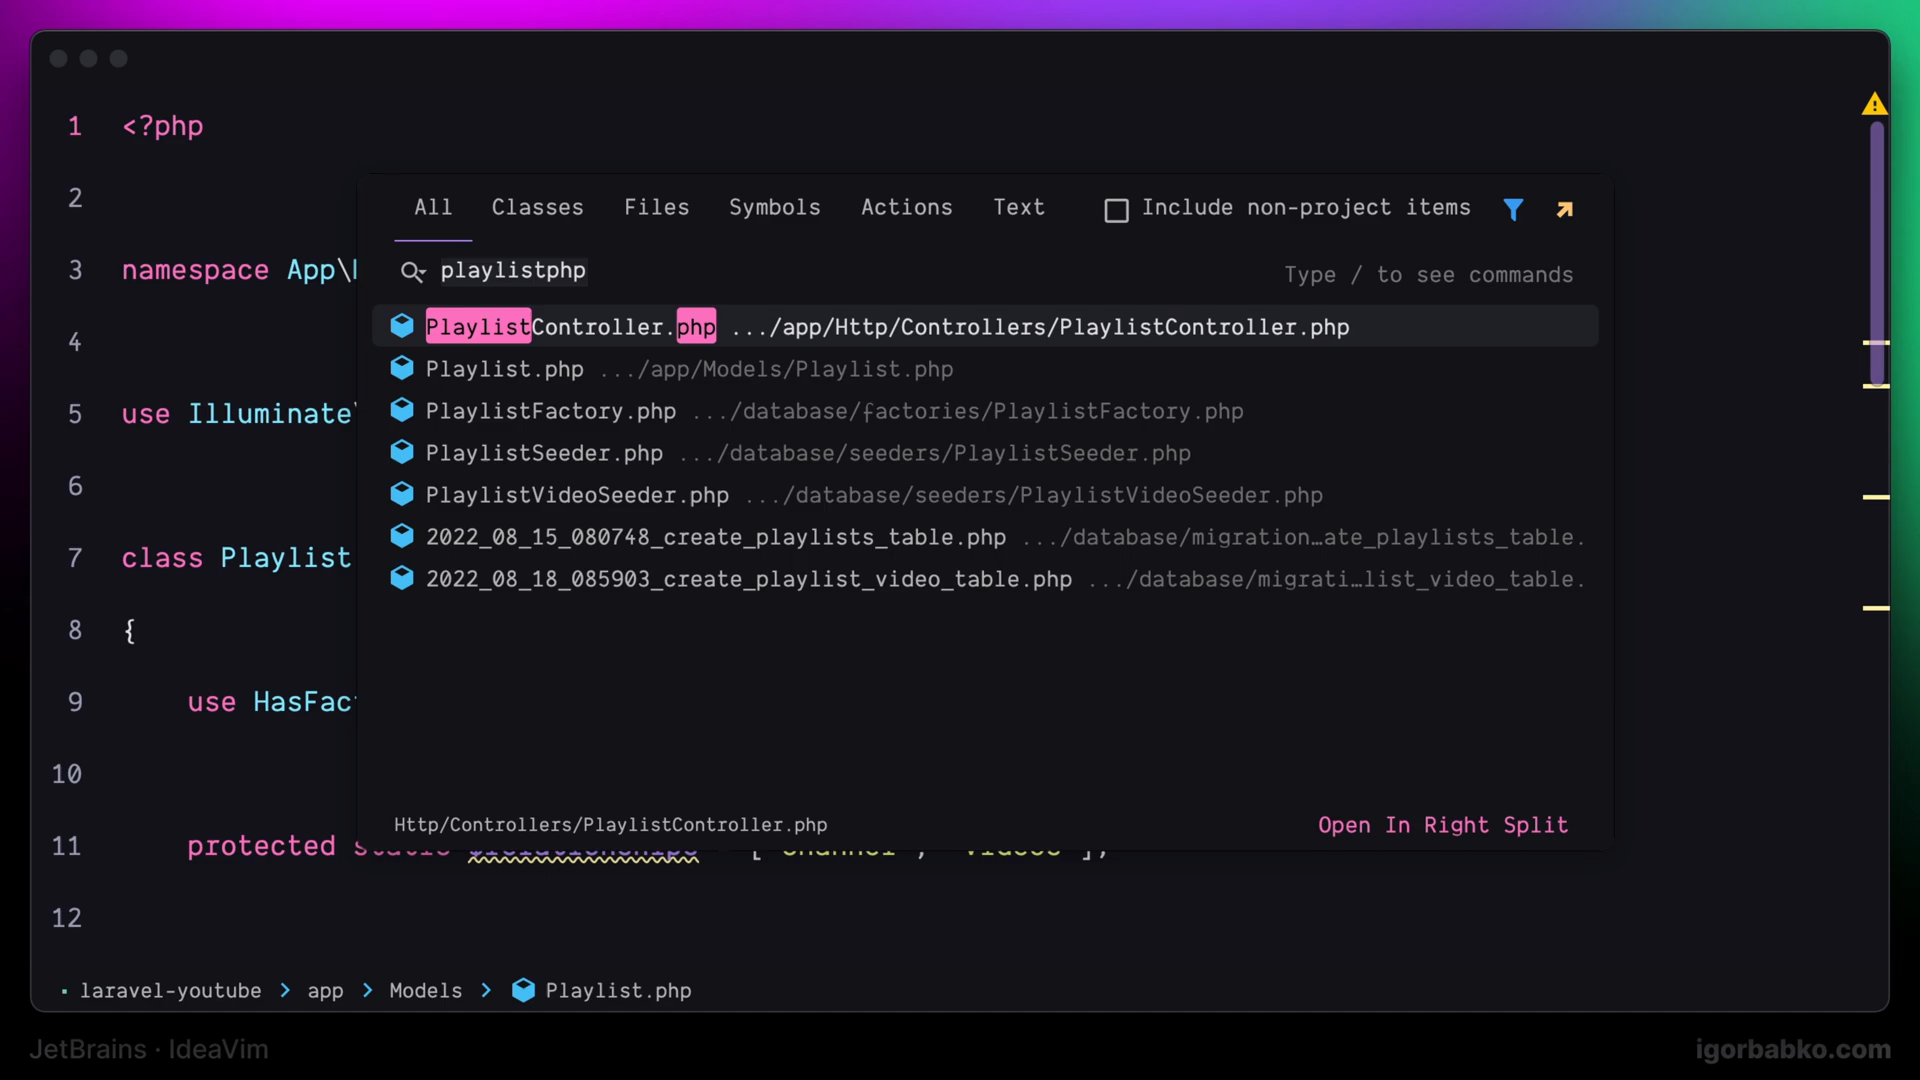 1 <?php
2
3 namespace App\
4
5 use Illuminate\
6
7 class Playlist
8 {
9 use HasFact
10
11 protected static $relationships = ['channel', 'videos'];
12
All Classes Files Symbols Actions Text Include non-project items
playlistphp Type / to see commands
PlaylistController.php .../app/Http/Controllers/PlaylistController.php
Playlist.php .../app/Models/Playlist.php
PlaylistFactory.php .../database/factories/PlaylistFactory.php
PlaylistSeeder.php .../database/seeders/PlaylistSeeder.php
PlaylistVideoSeeder.php .../database/seeders/PlaylistVideoSeeder.php
2022_08_15_080748_create_playlists_table.php .../database/migration…ate_playlists_table.
2022_08_18_085903_create_playlist_video_table.php .../database/migrati…list_video_table.
Http/Controllers/PlaylistController.php Open In Right Split
laravel-youtube > app > Models > Playlist.php
JetBrains · IdeaVim
igorbabko.com